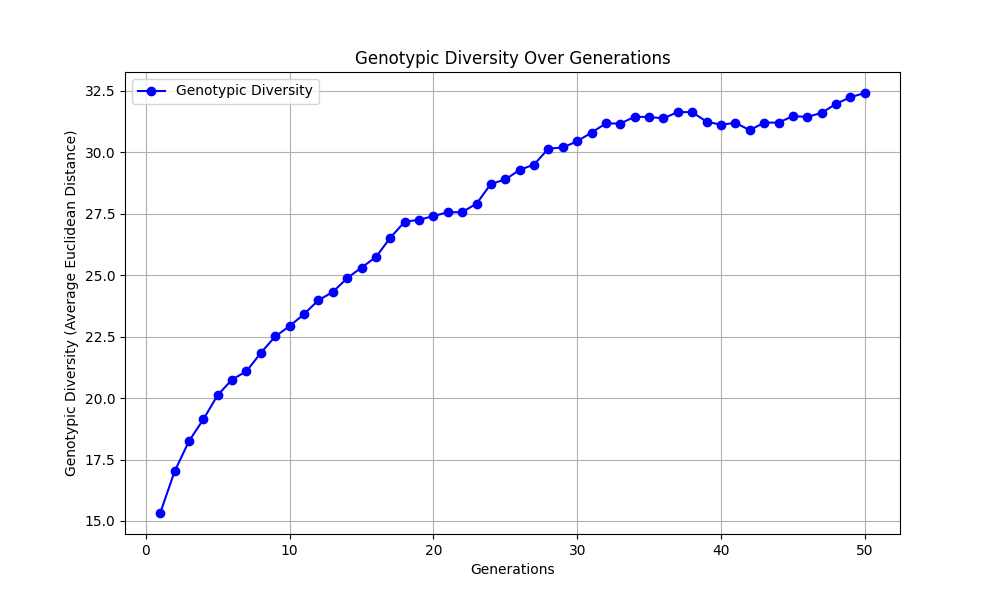 Genotypic Diversity Over Generations
Genotypic Diversity
Genotypic Diversity (Average Euclidean Distance)
32.5
30.0
27.5
25.0
22.5
20.0
17.5
15.0
0 10 20 30 40 50
Generations